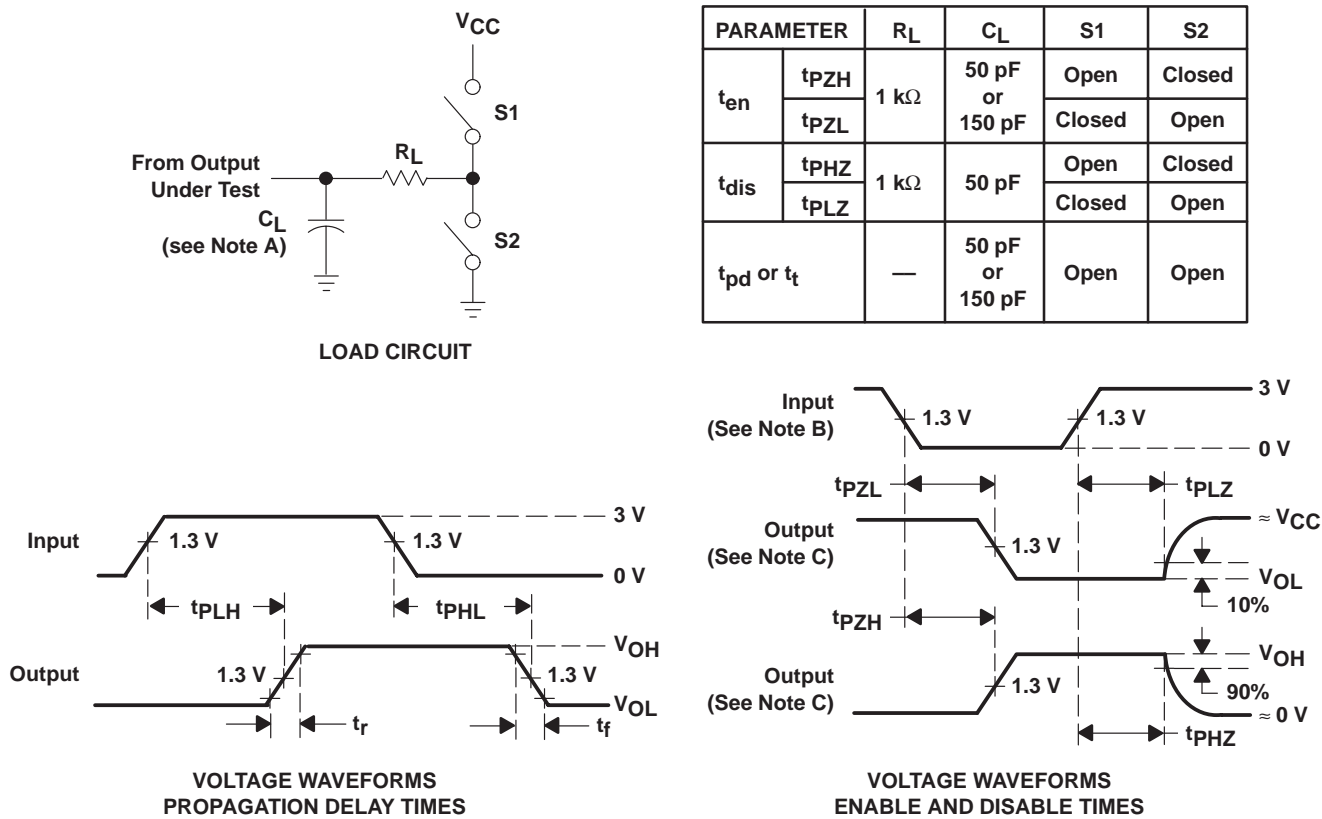 VCC
S1
From Output
Under Test
RL
CL
(see Note A)
S2
LOAD CIRCUIT
PARAMETER RL CL S1 S2
ten tPZH 1 kΩ 50 pF or 150 pF Open Closed
tPZL Closed Open
tdis tPHZ 1 kΩ 50 pF Open Closed
tPLZ Closed Open
tpd or tt — 50 pF or 150 pF Open Open
Input
1.3 V
1.3 V
3 V
0 V
tPLH
tPHL
Output
1.3 V
1.3 V
VOH
VOL
tr
tf
VOLTAGE WAVEFORMS
PROPAGATION DELAY TIMES
Input
(See Note B)
1.3 V
1.3 V
3 V
0 V
tPZL
tPLZ
Output
(See Note C)
1.3 V
≈ VCC
VOL
10%
tPZH
Output
(See Note C)
1.3 V
VOH
90%
≈ 0 V
tPHZ
VOLTAGE WAVEFORMS
ENABLE AND DISABLE TIMES